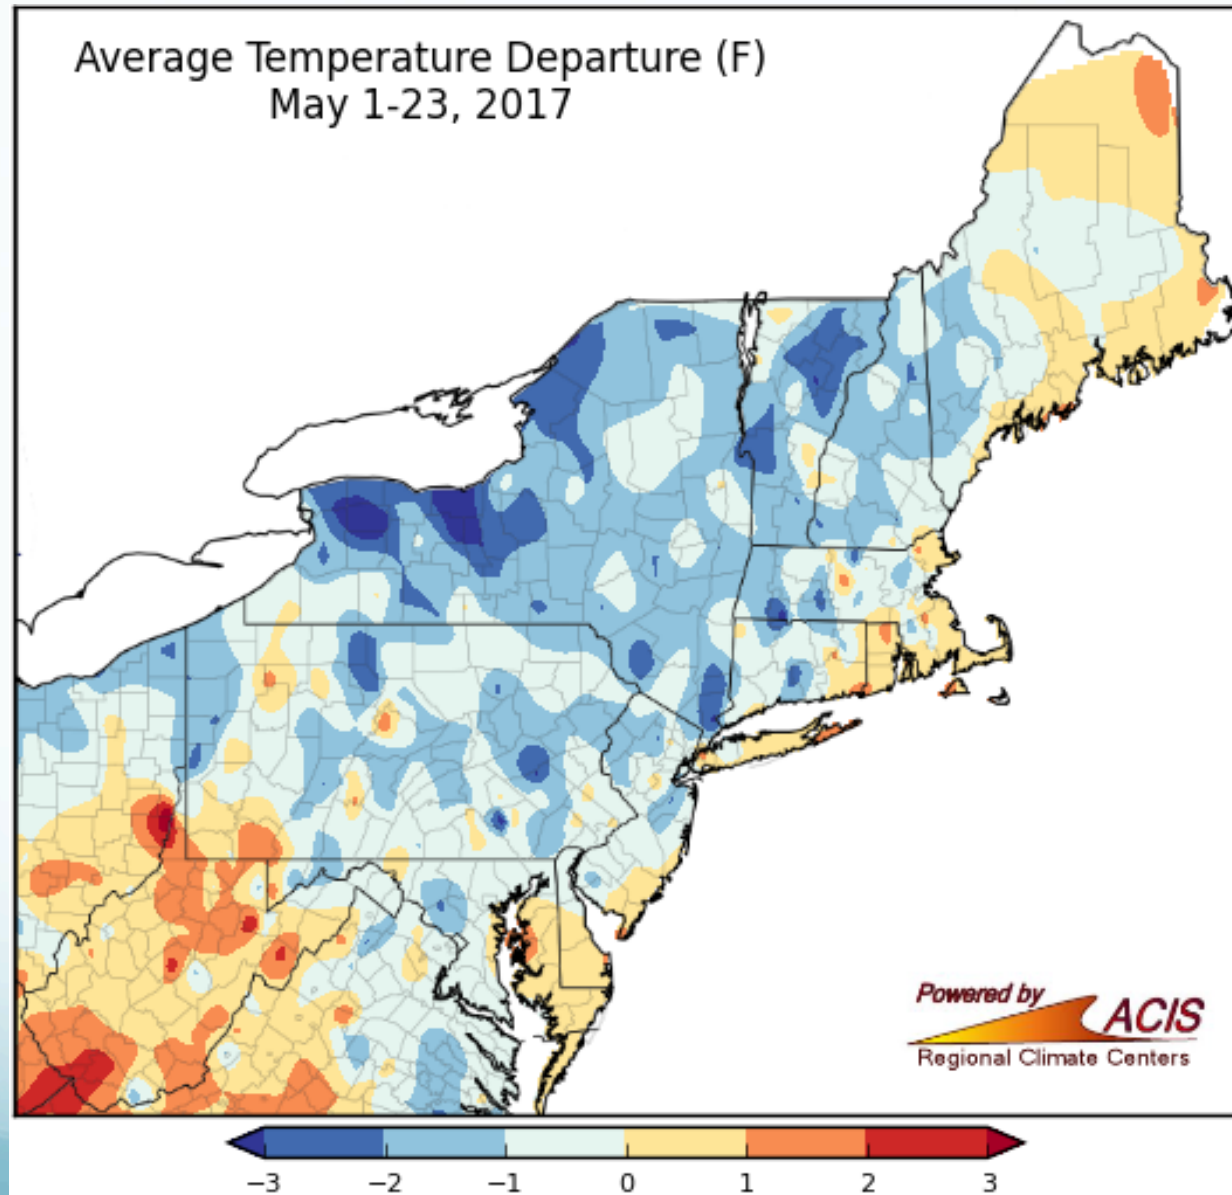 Average Temperature Departure (F)
May 1-23, 2017
Powered by
ACIS
Regional Climate Centers
−3 −2 −1 0 1 2 3